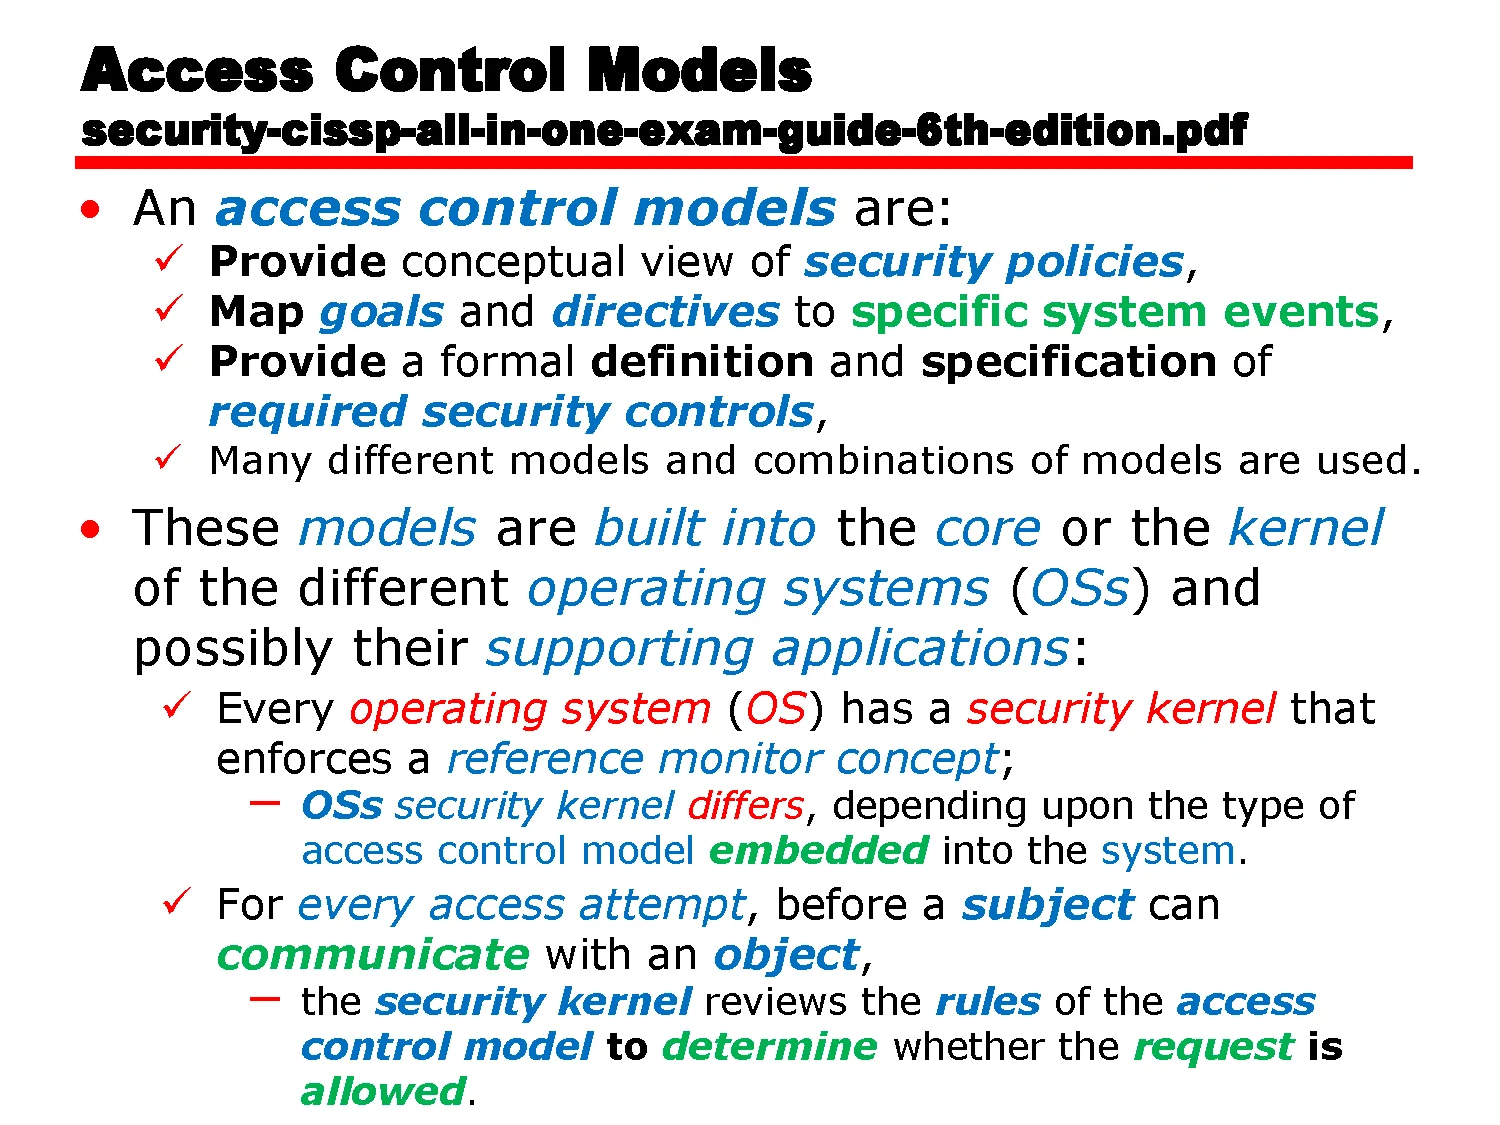 Access Control Models
security-cissp-all-in-one-exam-guide-6th-edition.pdf
• An access control models are:
✓ Provide conceptual view of security policies,
✓ Map goals and directives to specific system events,
✓ Provide a formal definition and specification of
required security controls,
✓ Many different models and combinations of models are used.
• These models are built into the core or the kernel
of the different operating systems (OSs) and
possibly their supporting applications:
✓ Every operating system (OS) has a security kernel that
enforces a reference monitor concept;
– OSs security kernel differs, depending upon the type of
access control model embedded into the system.
✓ For every access attempt, before a subject can
communicate with an object,
– the security kernel reviews the rules of the access
control model to determine whether the request is
allowed.